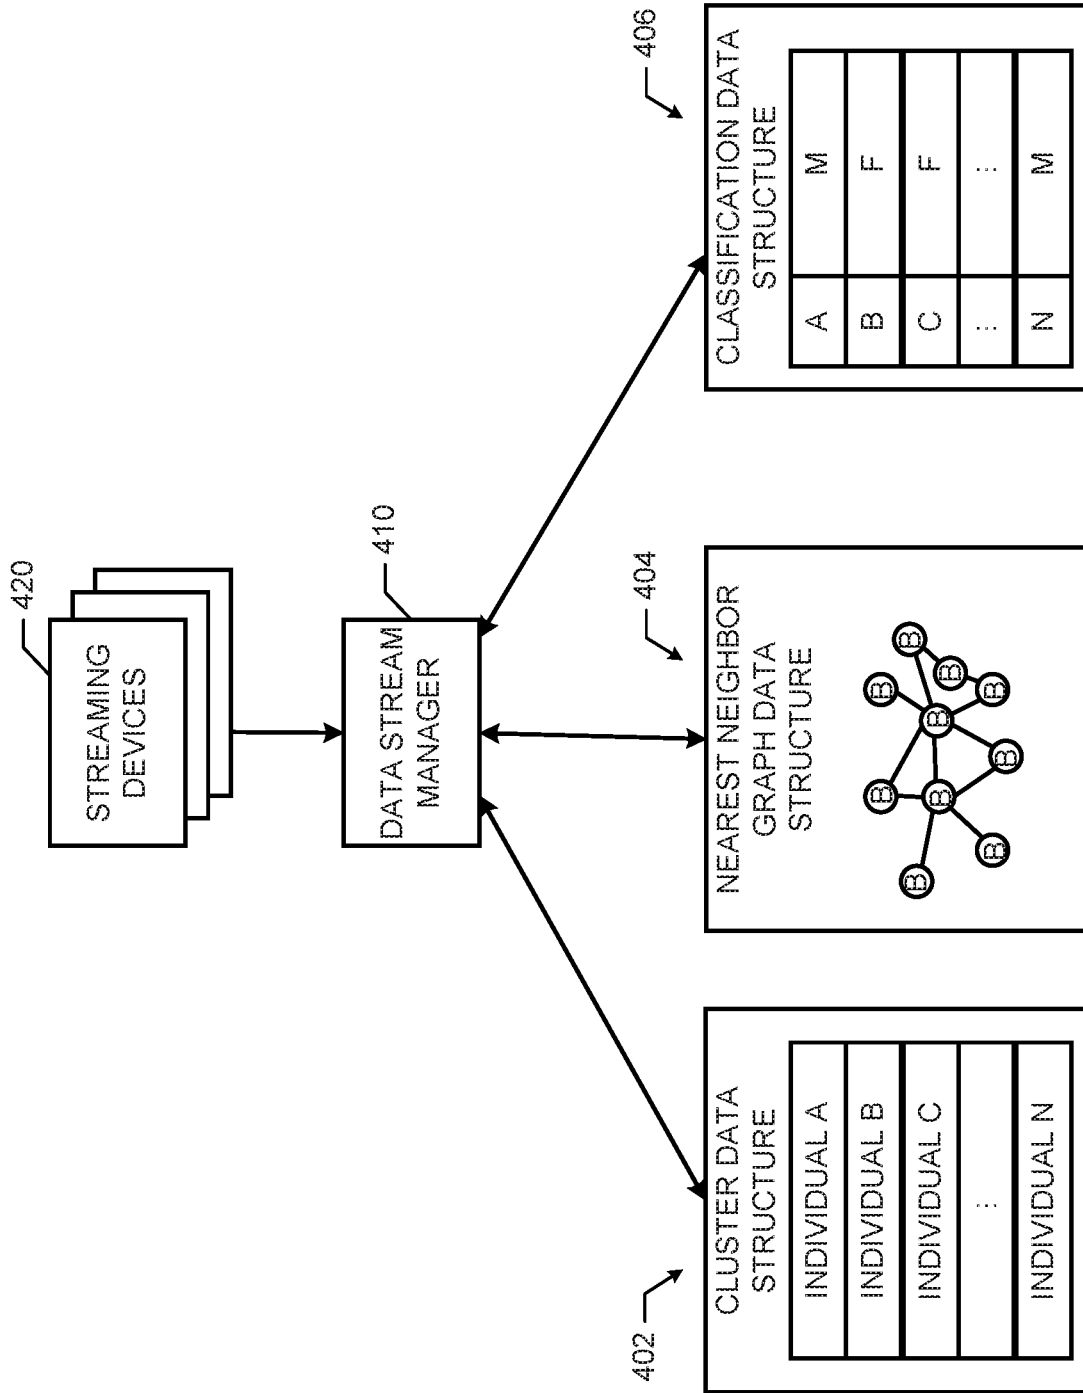 420
STREAMING
DEVICES
410
DATA STREAM
MANAGER
402
CLUSTER DATA
STRUCTURE
INDIVIDUAL A
INDIVIDUAL B
INDIVIDUAL C
...
INDIVIDUAL N
404
NEAREST NEIGHBOR
GRAPH DATA
STRUCTURE
B
B
B
B
B
B
B
B
B
B
406
CLASSIFICATION DATA
STRUCTURE
A M
B F
C F
... ...
N M